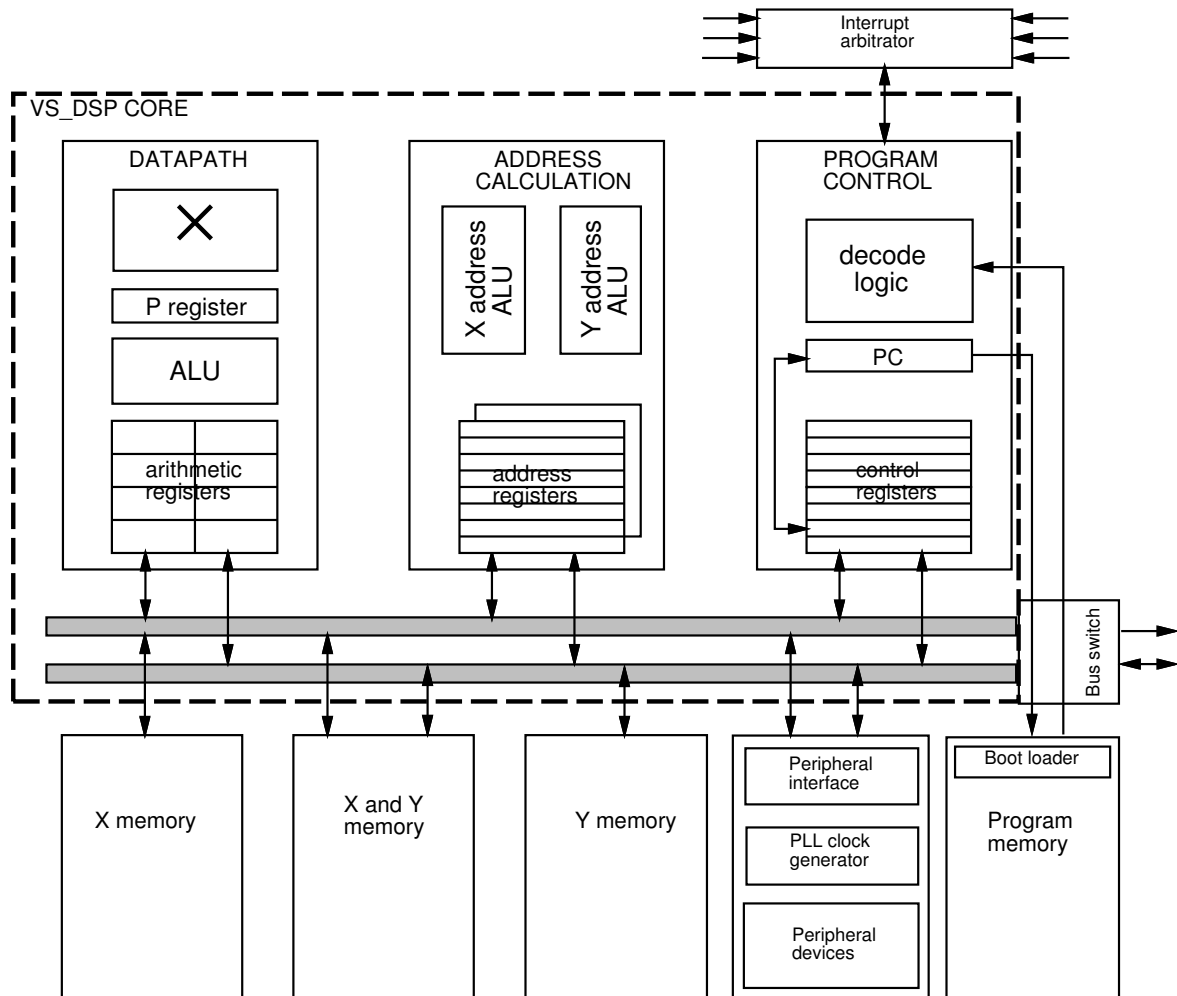 Interrupt
arbitrator
VS_DSP CORE
DATAPATH
P register
ALU
arithmetic
registers
ADDRESS
CALCULATION
X address
ALU
Y address
ALU
address
registers
PROGRAM
CONTROL
decode
logic
PC
control
registers
Bus switch
X memory
X and Y
memory
Y memory
Peripheral
interface
PLL clock
generator
Peripheral
devices
Boot loader
Program
memory